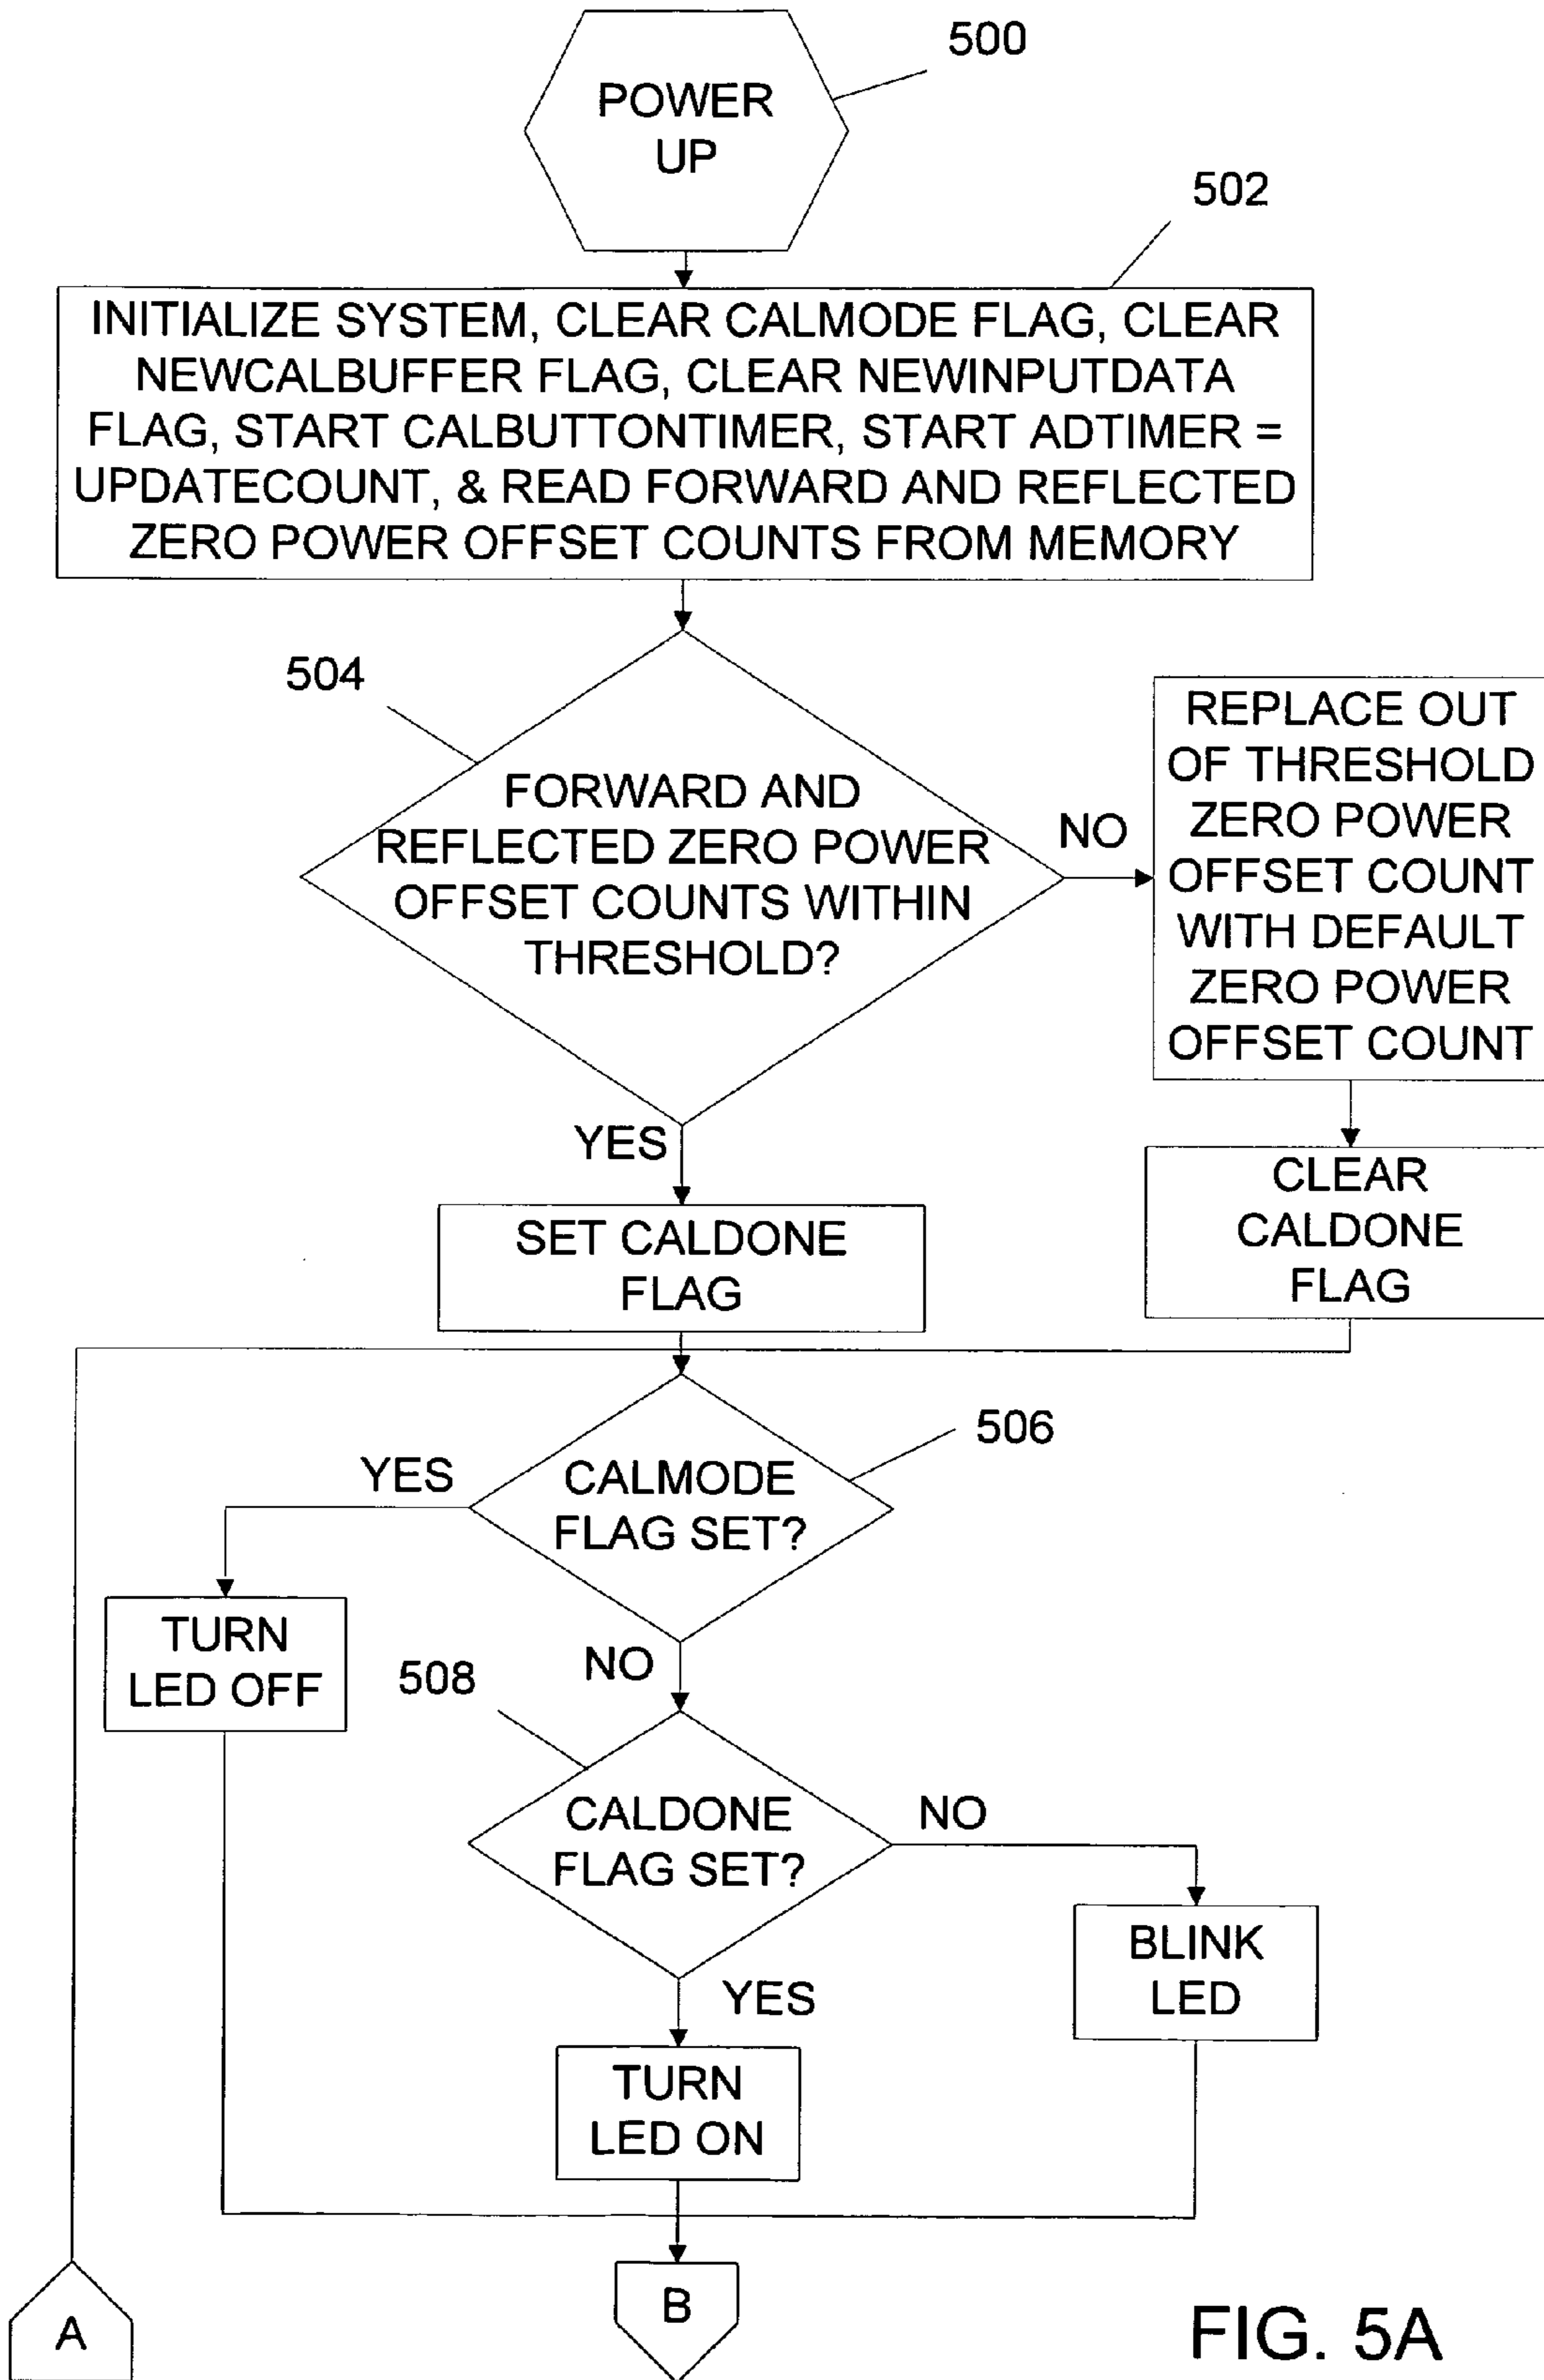 500
POWER
UP
502
INITIALIZE SYSTEM, CLEAR CALMODE FLAG, CLEAR
NEWCALBUFFER FLAG, CLEAR NEWINPUTDATA
FLAG, START CALBUTTONTIMER, START ADTIMER =
UPDATECOUNT, & READ FORWARD AND REFLECTED
ZERO POWER OFFSET COUNTS FROM MEMORY
504
FORWARD AND
REFLECTED ZERO POWER
OFFSET COUNTS WITHIN
THRESHOLD?
NO
REPLACE OUT
OF THRESHOLD
ZERO POWER
OFFSET COUNT
WITH DEFAULT
ZERO POWER
OFFSET COUNT
YES
SET CALDONE
FLAG
CLEAR
CALDONE
FLAG
506
YES
CALMODE
FLAG SET?
TURN
LED OFF
NO
508
CALDONE
FLAG SET?
NO
BLINK
LED
YES
TURN
LED ON
A
B
FIG. 5A